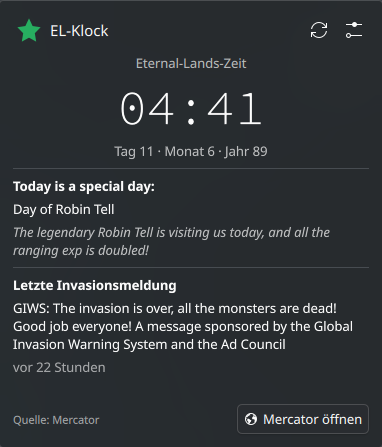 EL-Klock
Eternal-Lands-Zeit
04:41
Tag 11 · Monat 6 · Jahr 89
Today is a special day:
Day of Robin Tell
The legendary Robin Tell is visiting us today, and all the
ranging exp is doubled!
Letzte Invasionsmeldung
GIWS: The invasion is over, all the monsters are dead!
Good job everyone! A message sponsored by the Global
Invasion Warning System and the Ad Council
vor 22 Stunden
Quelle: Mercator
Mercator öffnen